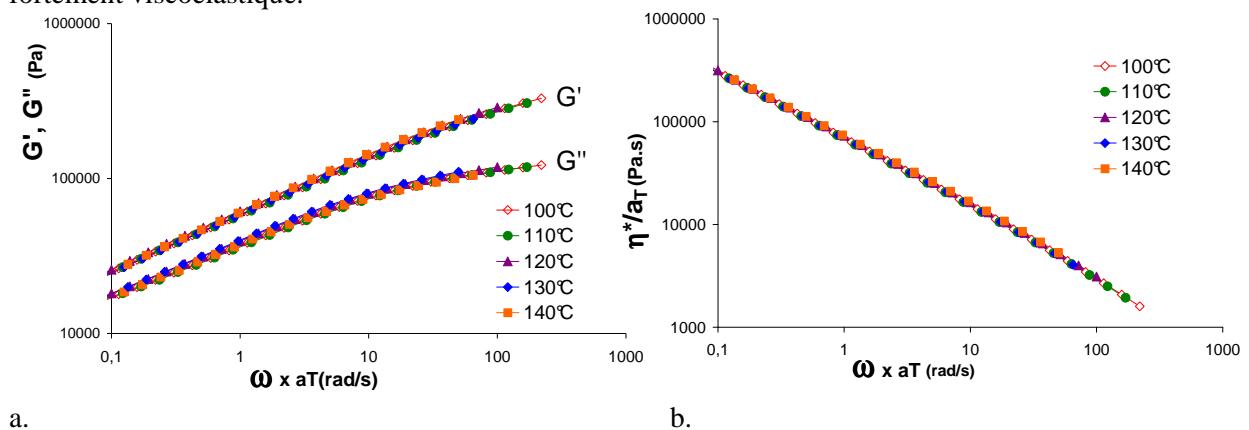 fortement viscoélastique.
1000000
100000
10000
G', G" (Pa)
G'
G"
100°C
110°C
120°C
130°C
140°C
0,1 1 10 100 1000
ω x aT(rad/s)
a.
1000000
100000
10000
1000
η*/aT (Pa.s)
100°C
110°C
120°C
130°C
140°C
0,1 1 10 100 1000
ω x aT (rad/s)
b.